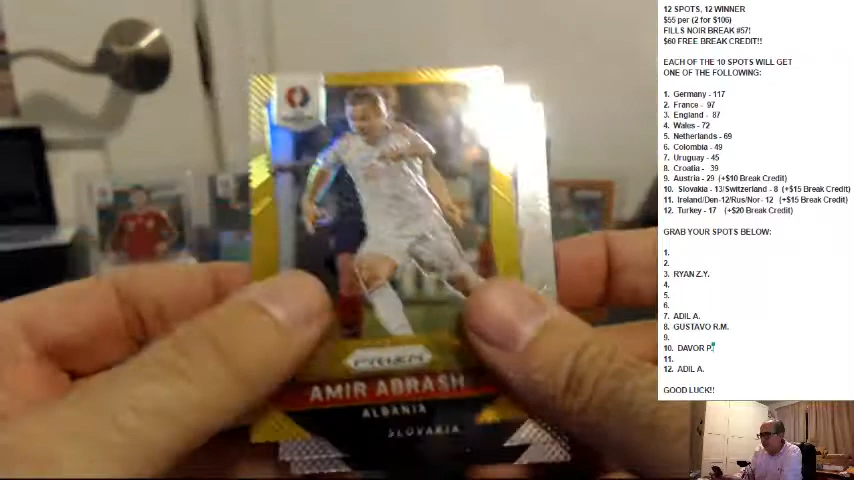 PRIZM
AMIR ABRASH
ALBANIA
SLOVAKIA
12 SPOTS, 12 WINNER
$55 per (2 for $106)
FILLS NOIR BREAK #57!
$60 FREE BREAK CREDIT!!
EACH OF THE 10 SPOTS WILL GET
ONE OF THE FOLLOWING:
1. Germany - 117
2. France - 97
3. England - 87
4. Wales - 72
5. Netherlands - 69
6. Colombia - 49
7. Uruguay - 45
8. Croatia - 39
9. Austria - 29 (+$10 Break Credit)
10. Slovakia - 13/Switzerland - 8 (+$15 Break Credit)
11. Ireland/Den-12/Rus/Nor- 12 (+$15 Break Credit)
12. Turkey - 17 (+$20 Break Credit)
GRAB YOUR SPOTS BELOW:
1.
2.
3. RYAN Z.Y.
4.
5.
6.
7. ADIL A.
8. GUSTAVO R.M.
9.
10. DAVOR P.
11.
12. ADIL A.
GOOD LUCK!!